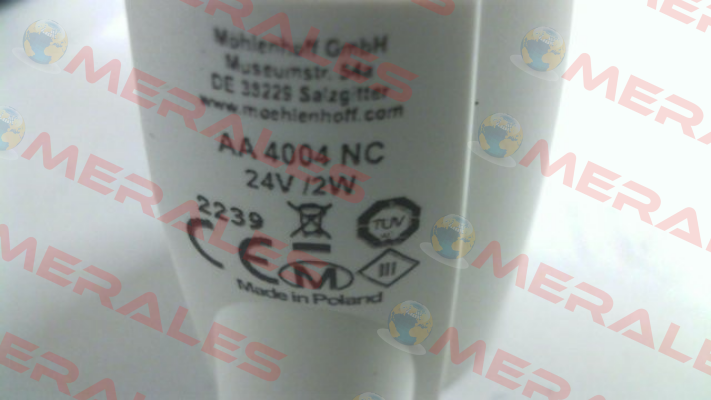 Möhlenhoff GmbH
Museumstr. 54a
DE 38229 Salzgitter
www.moehlenhoff.com
AA 4004 NC
24V /2W
2239
TÜV
CE
M
III
Made in Poland
MERALES
MERALES
MERALES
MERALES
MERALES
MERALES